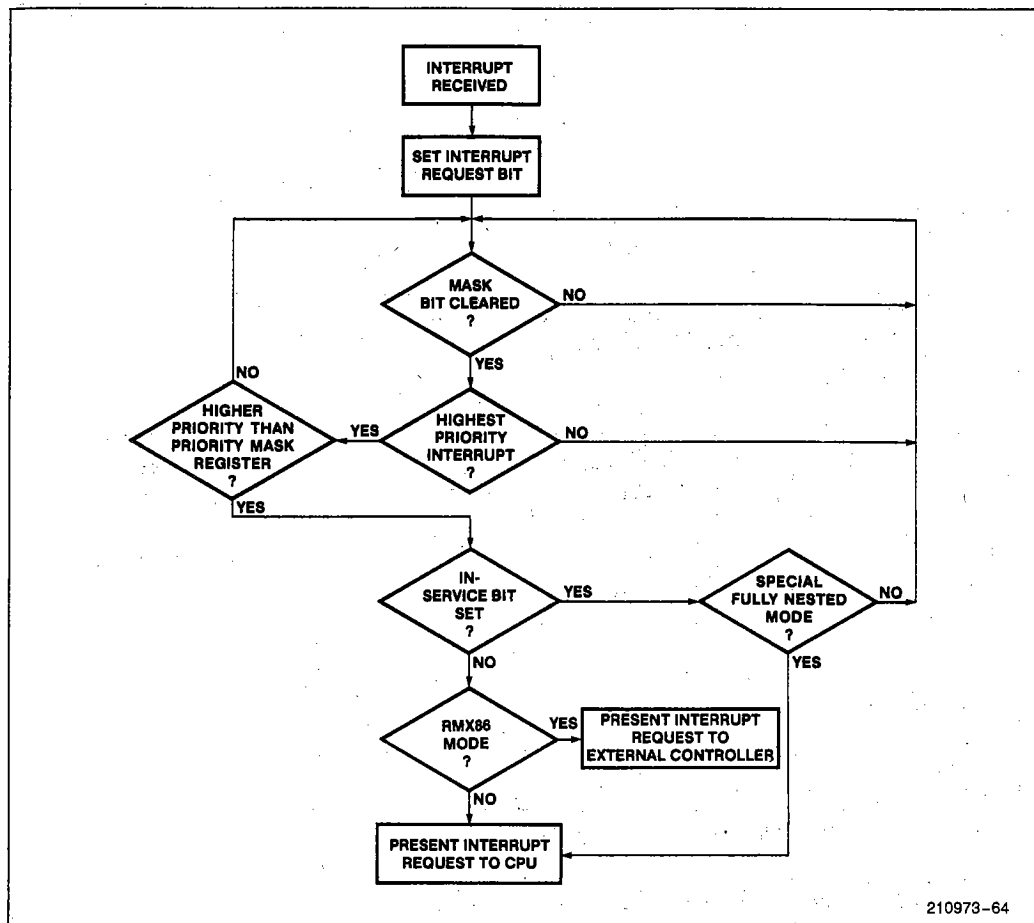 INTERRUPT
RECEIVED
SET INTERRUPT
REQUEST BIT
MASK
BIT CLEARED
?
NO
YES
HIGHEST
PRIORITY
INTERRUPT
?
NO
YES
HIGHER
PRIORITY THAN
PRIORITY MASK
REGISTER
?
NO
YES
IN-
SERVICE BIT
SET
?
YES
SPECIAL
FULLY NESTED
MODE
?
NO
YES
NO
RMX86
MODE
?
YES
PRESENT INTERRUPT
REQUEST TO
EXTERNAL CONTROLLER
NO
PRESENT INTERRUPT
REQUEST TO CPU
210973-64